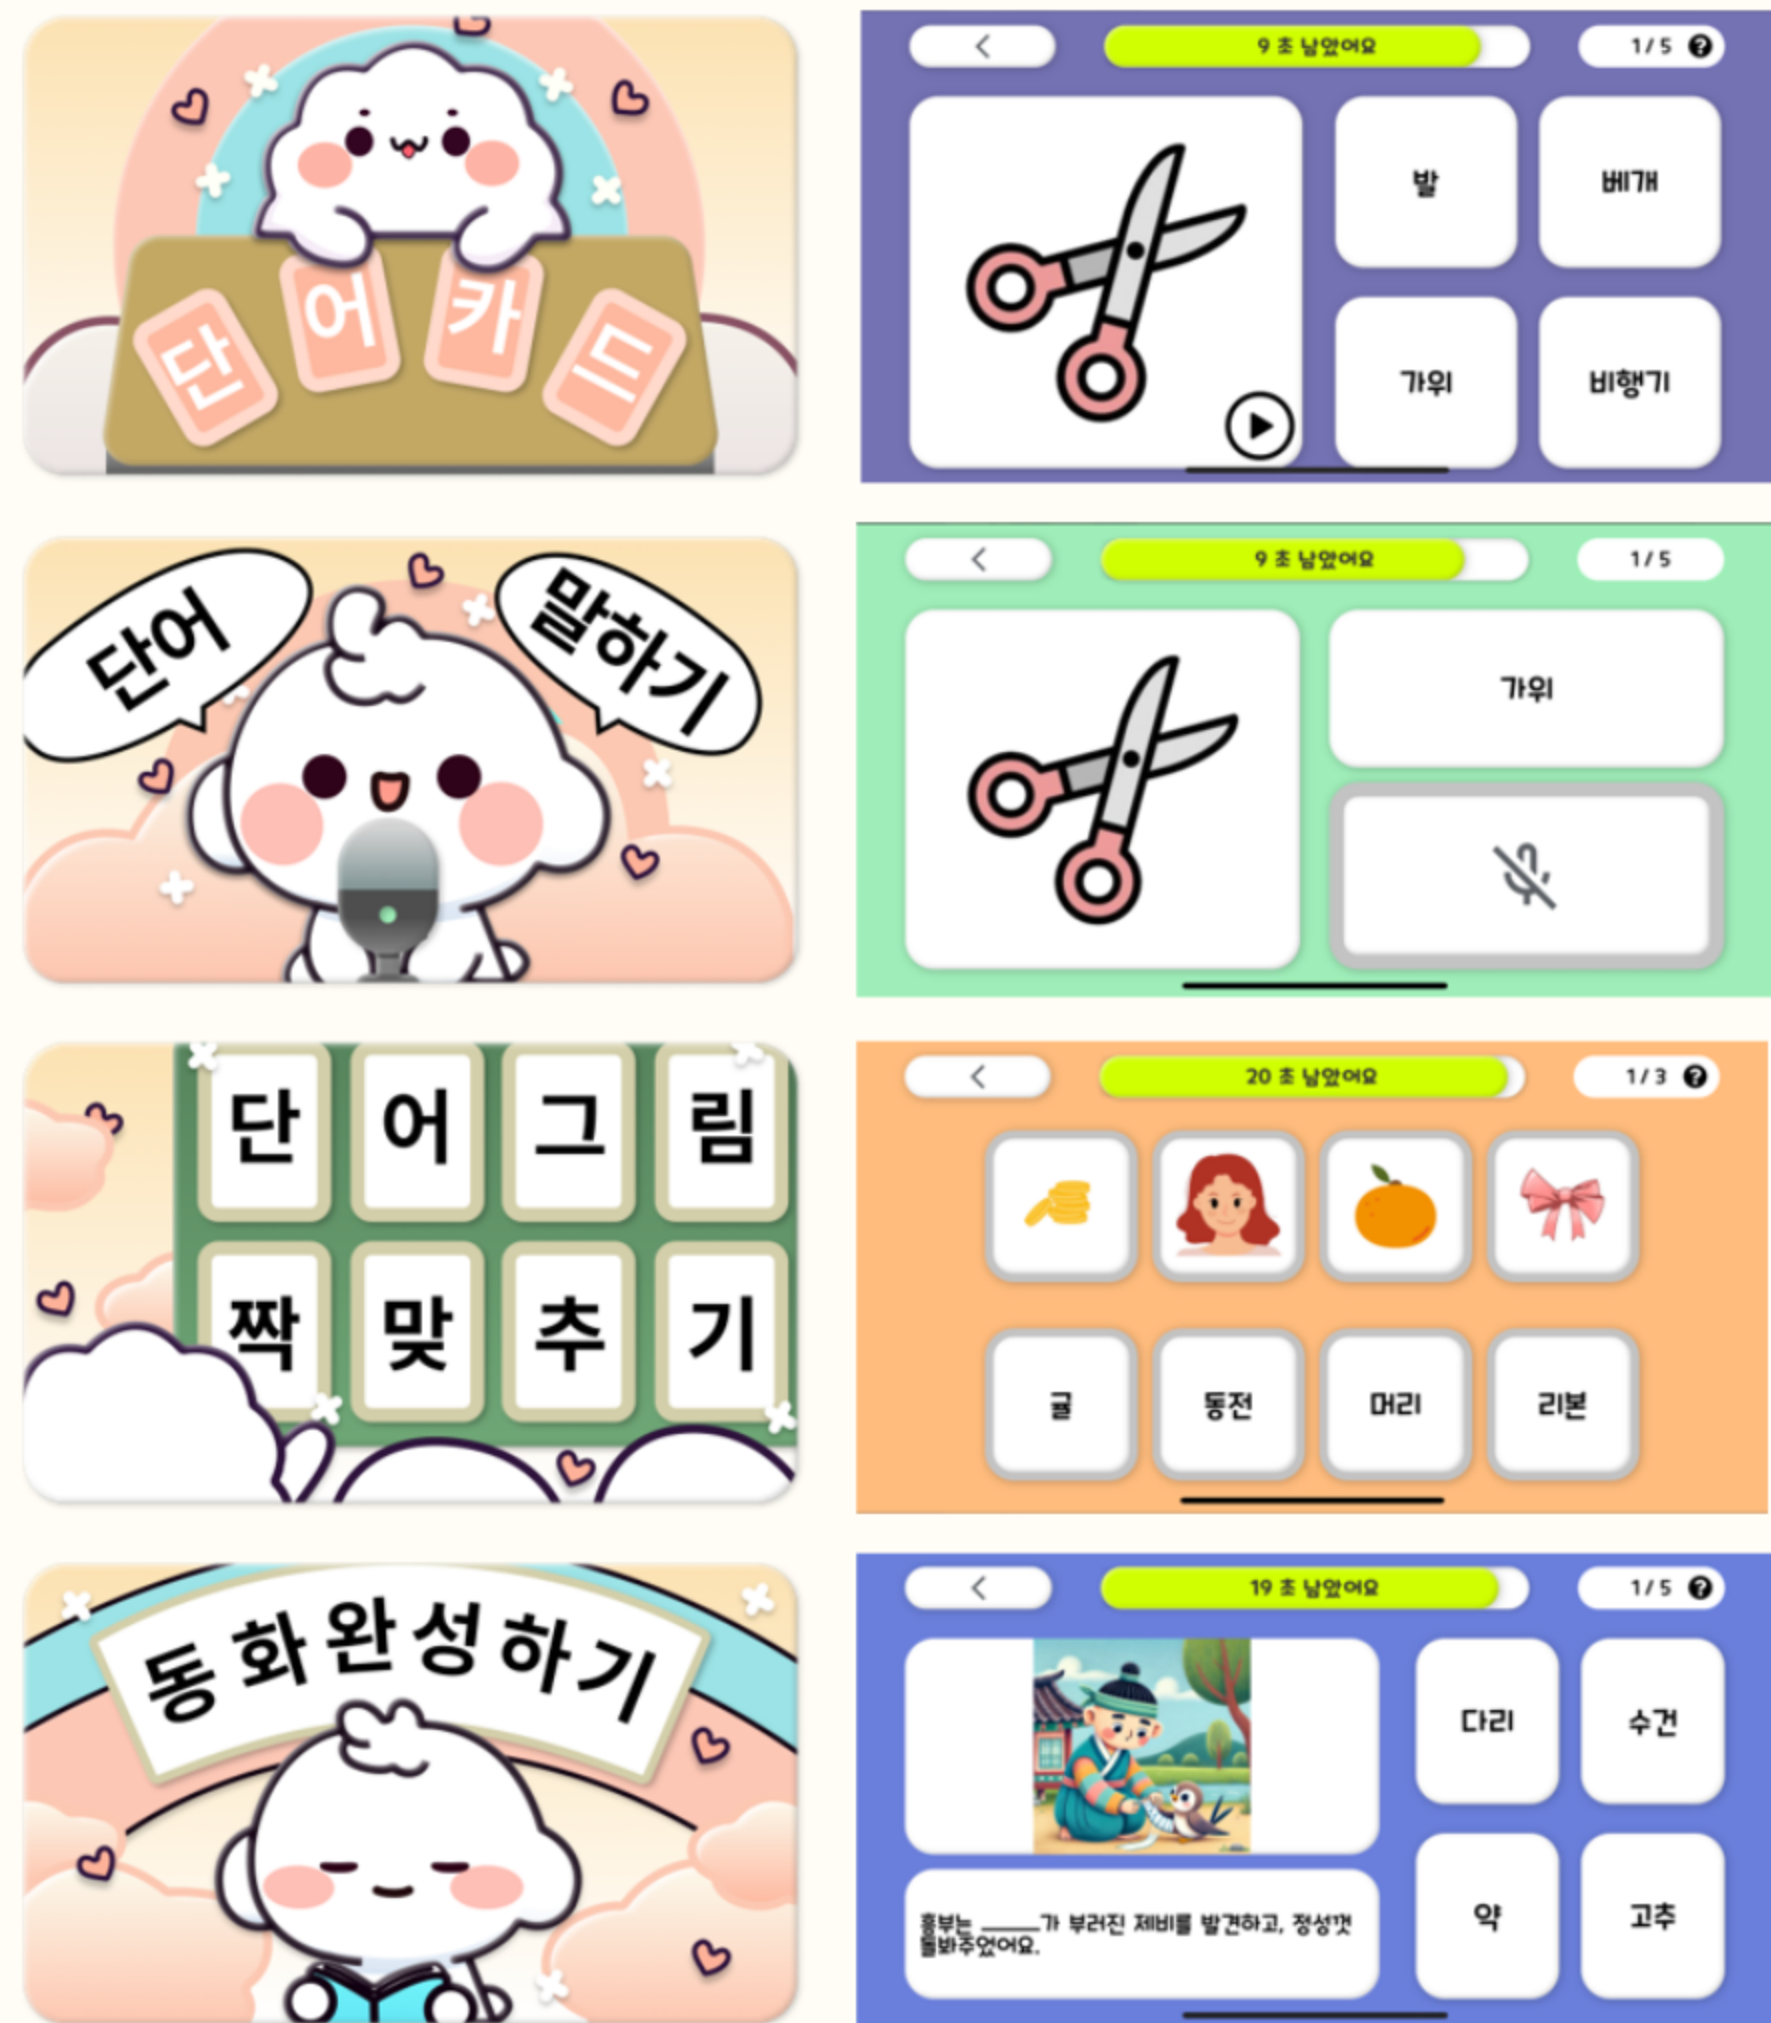 단어카드
9 초 남았어요
1 / 5
발
베개
가위
비행기
단어
말하기
9 초 남았어요
1 / 5
가위
단어그림
짝맞추기
20 초 남았어요
1 / 3
귤
동전
머리
리본
동화완성하기
19 초 남았어요
1 / 5
다리
수건
흥부는 _____가 부러진 제비를 발견하고, 정성껏
돌봐주었어요.
약
고추